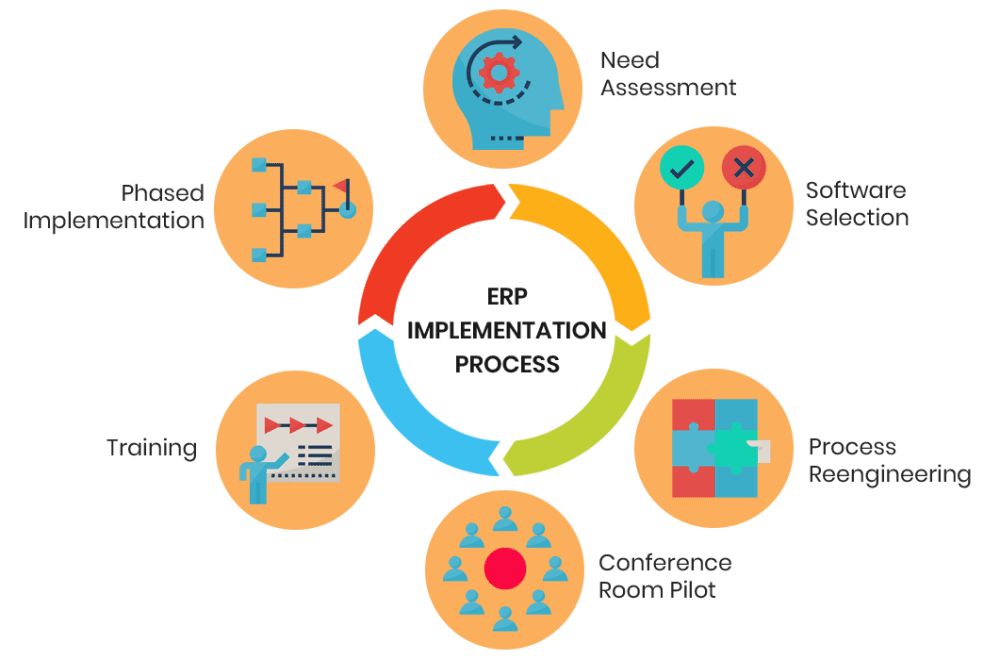 Need
Assessment
Software
Selection
Process
Reengineering
Conference
Room Pilot
Training
Phased
Implementation
ERP
IMPLEMENTATION
PROCESS